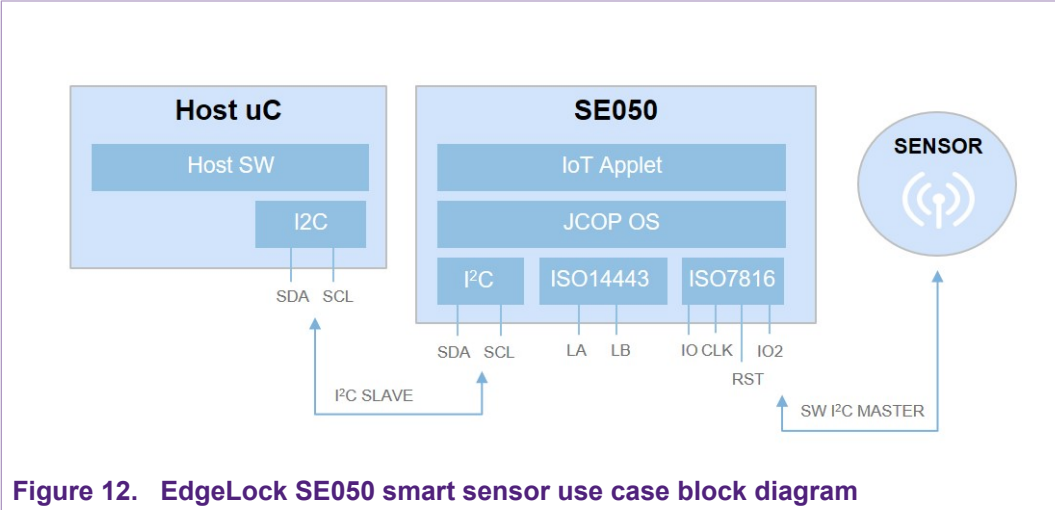 Host uC
SE050
SENSOR
Host SW
IoT Applet
I2C
JCOP OS
I²C
ISO14443
ISO7816
SDA SCL
SDA SCL
LA LB
IO CLK IO2
RST
I²C SLAVE
SW I²C MASTER
Figure 12. EdgeLock SE050 smart sensor use case block diagram